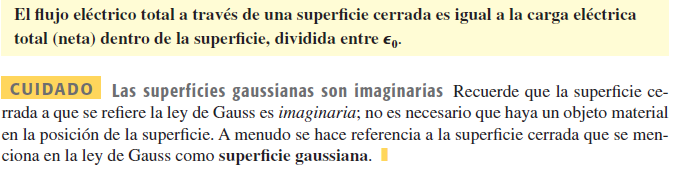 El flujo eléctrico total a través de una superficie cerrada es igual a la carga eléctrica
total (neta) dentro de la superficie, dividida entre ϵ₀.
CUIDADO Las superficies gaussianas son imaginarias Recuerde que la superficie ce-
rrada a que se refiere la ley de Gauss es imaginaria; no es necesario que haya un objeto material
en la posición de la superficie. A menudo se hace referencia a la superficie cerrada que se men-
ciona en la ley de Gauss como superficie gaussiana.